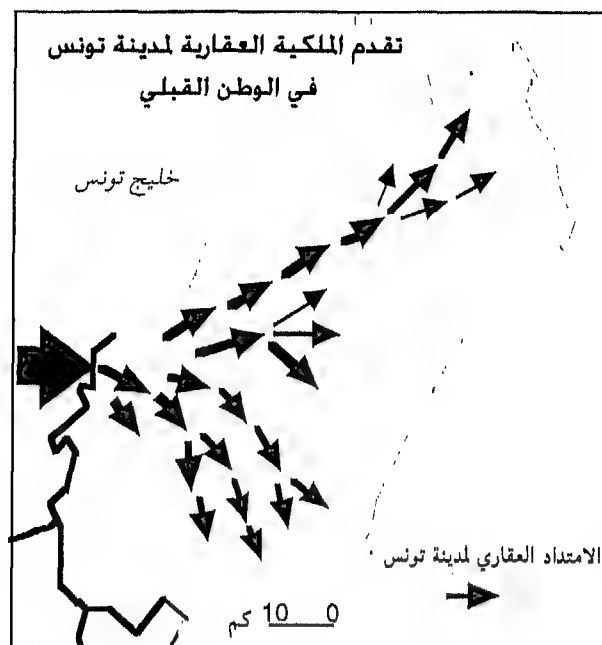 تقدم الملكية العقارية لمدينة تونس
في الوطن القبلي
خليج تونس
الامتداد العقاري لمدينة تونس
10 0 كم